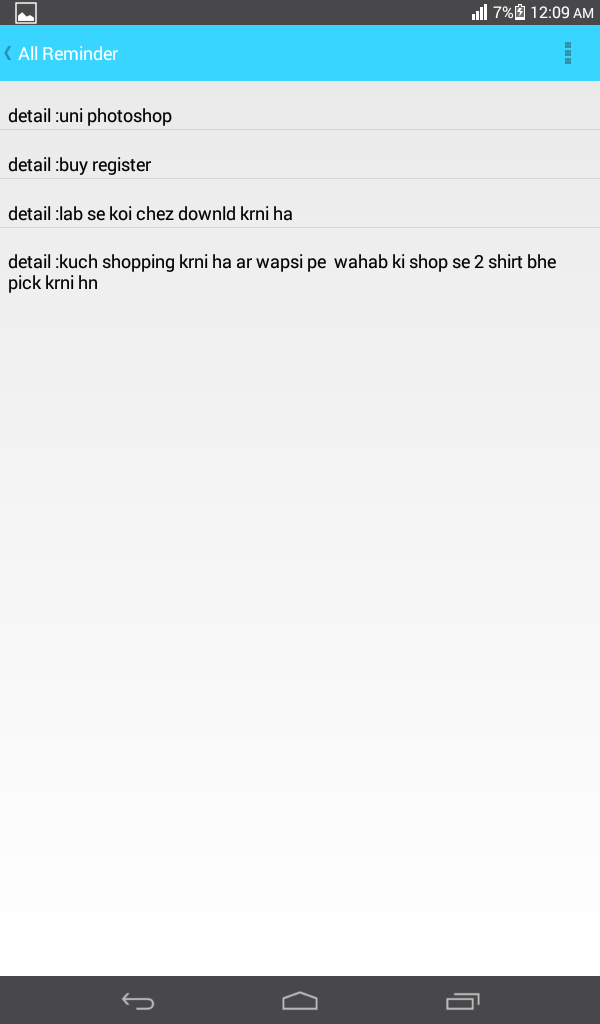 7% 12:09 AM
All Reminder
detail :uni photoshop
detail :buy register
detail :lab se koi chez downld krni ha
detail :kuch shopping krni ha ar wapsi pe  wahab ki shop se 2 shirt bhe
pick krni hn